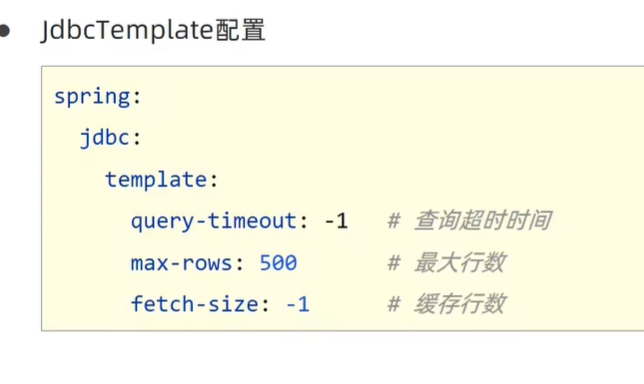 JdbcTemplate配置
spring:
  jdbc:
    template:
      query-timeout: -1   # 查询超时时间
      max-rows: 500       # 最大行数
      fetch-size: -1      # 缓存行数